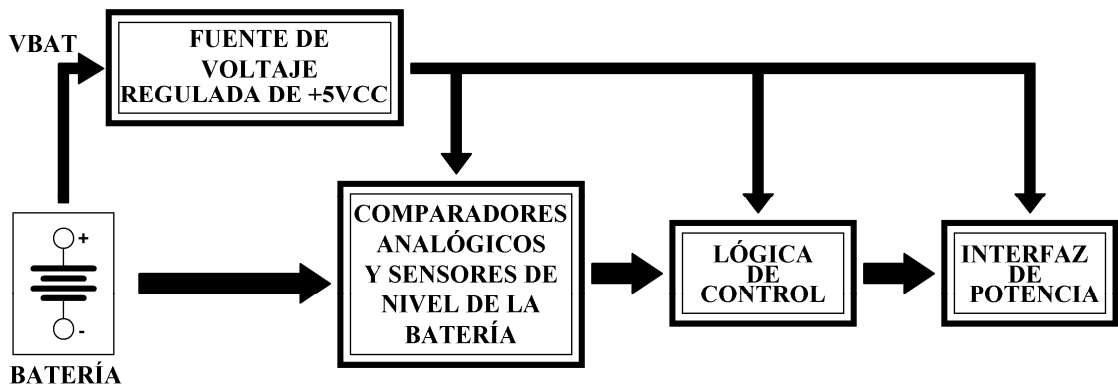 VBAT
FUENTE DE
VOLTAJE
REGULADA DE +5VCC
+
-
BATERÍA
COMPARADORES
ANALÓGICOS
Y SENSORES DE
NIVEL DE LA
BATERÍA
LÓGICA
DE
CONTROL
INTERFAZ
DE
POTENCIA